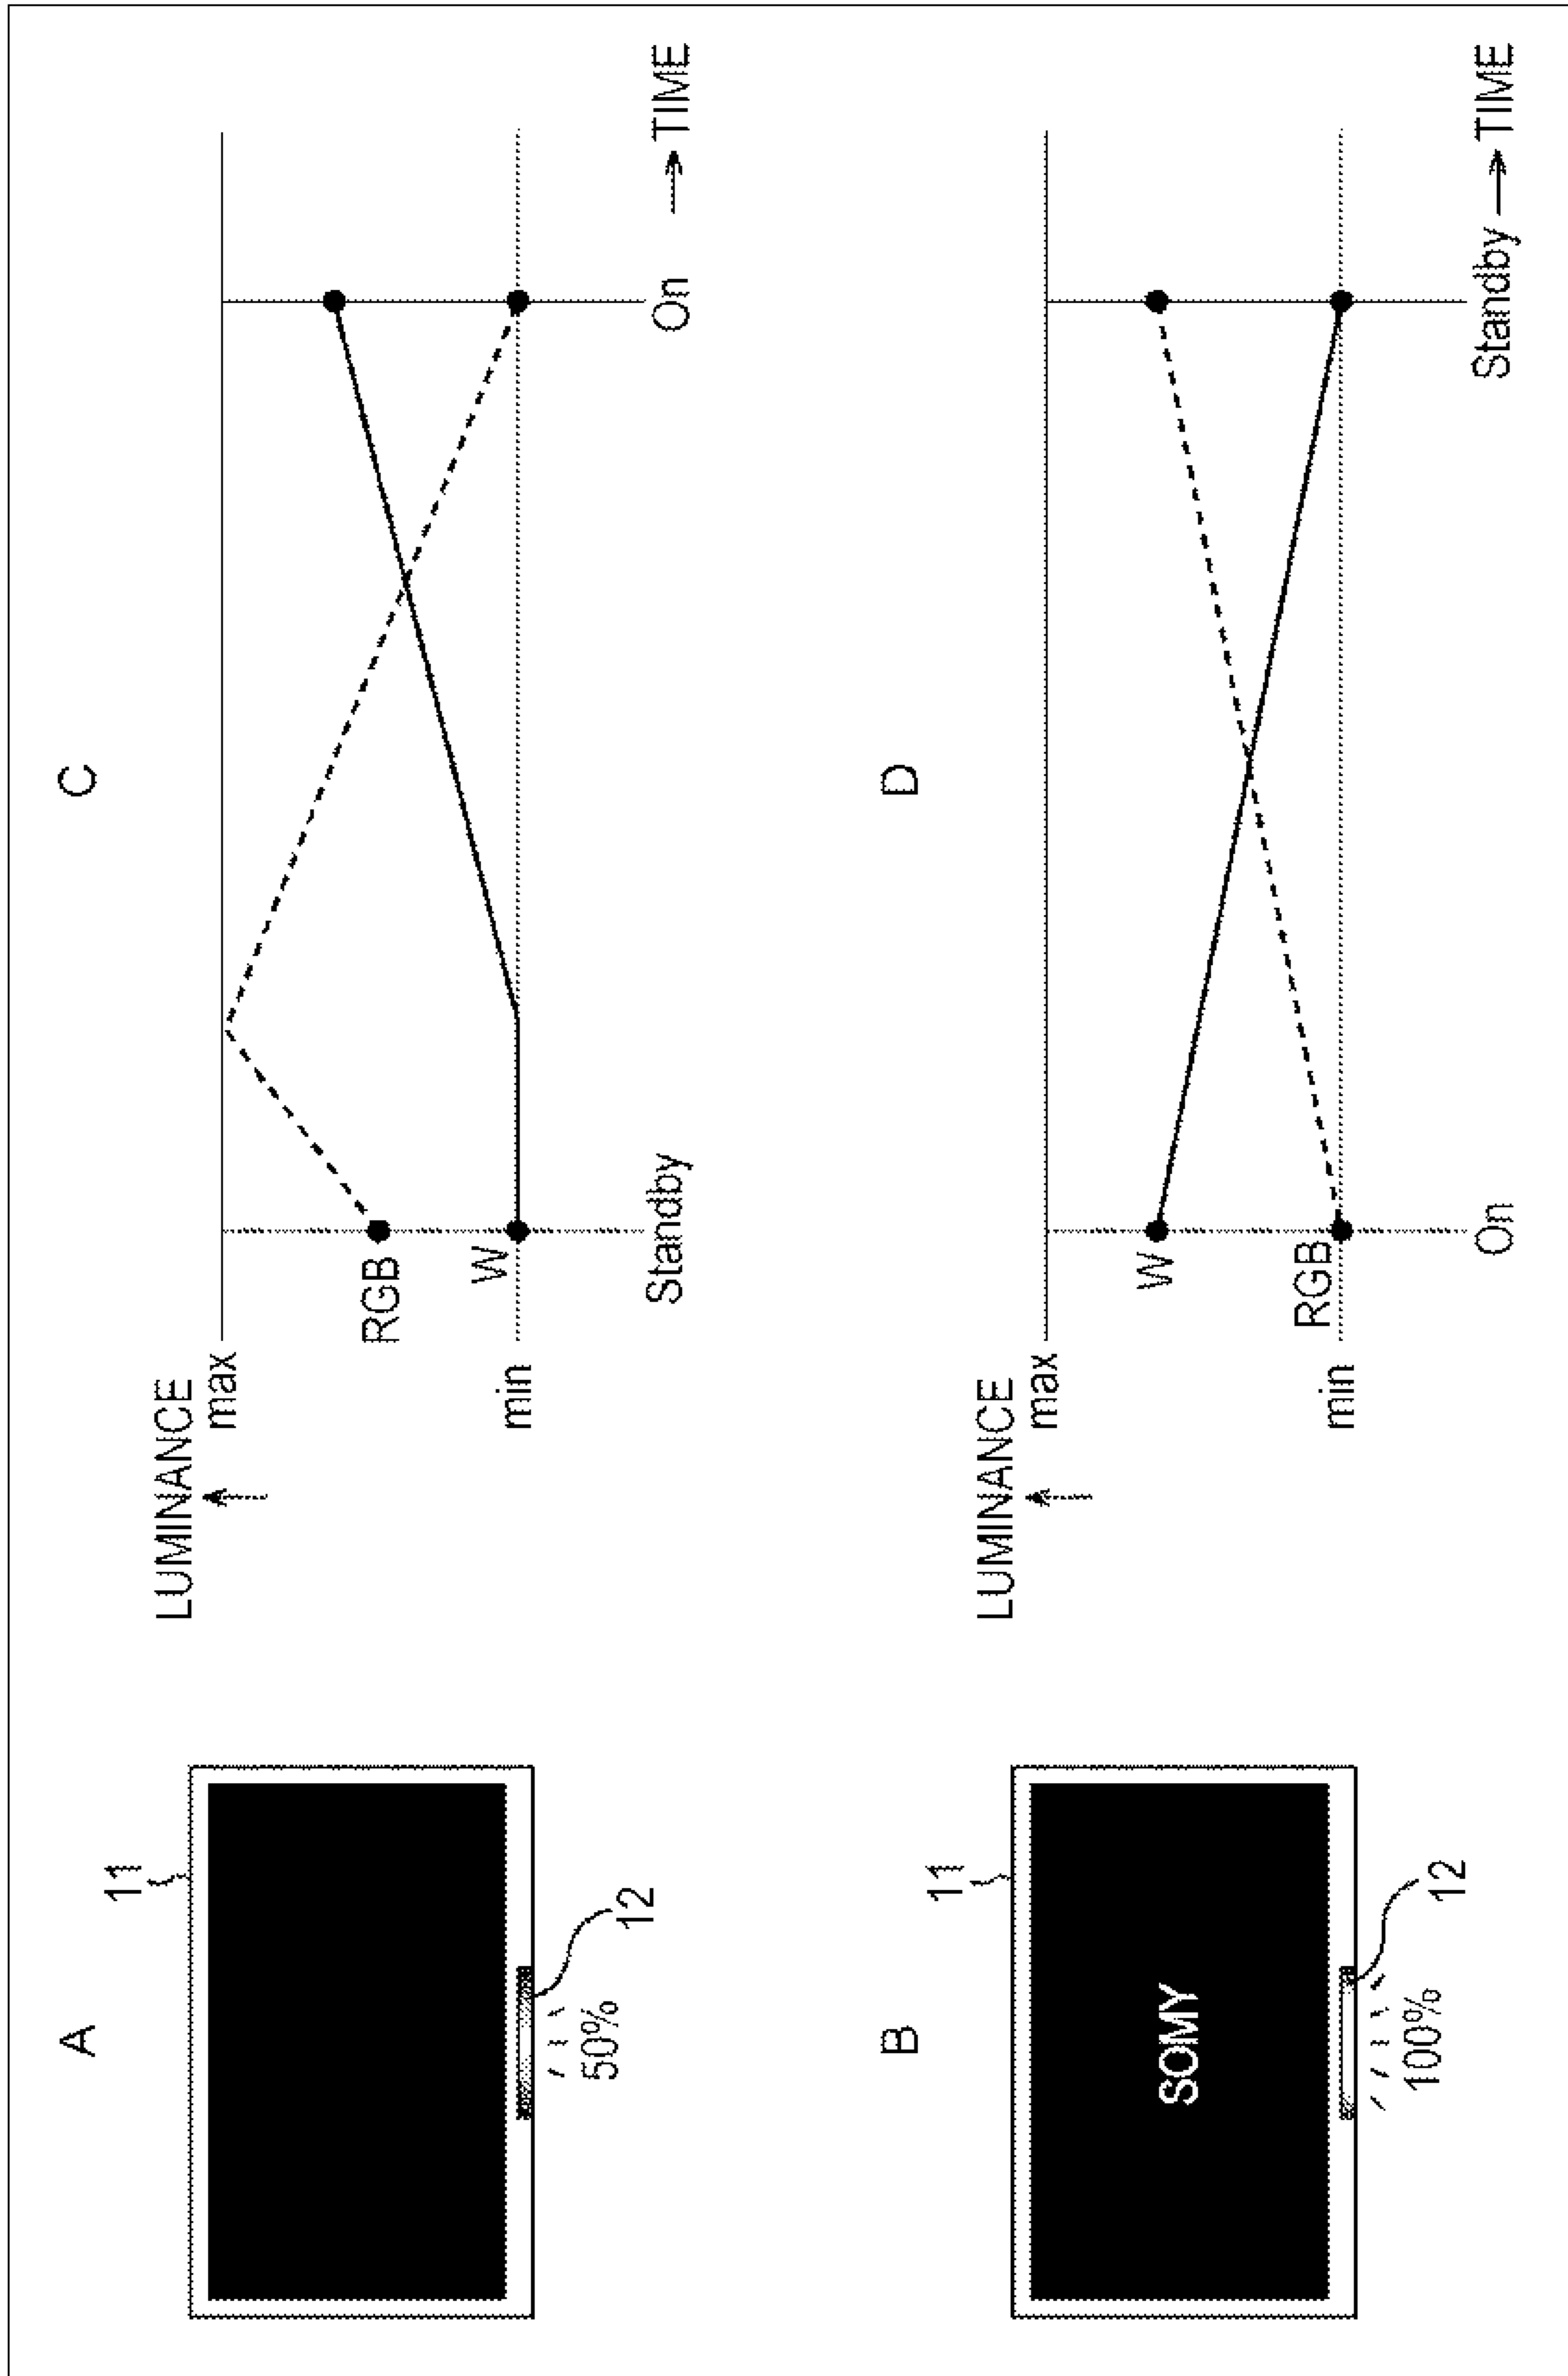 A
11
12
50%
B
11
SOMY
12
100%
C
LUMINANCE
max
RGB
W
min
Standby
On
TIME
D
LUMINANCE
max
W
RGB
min
On
Standby
TIME